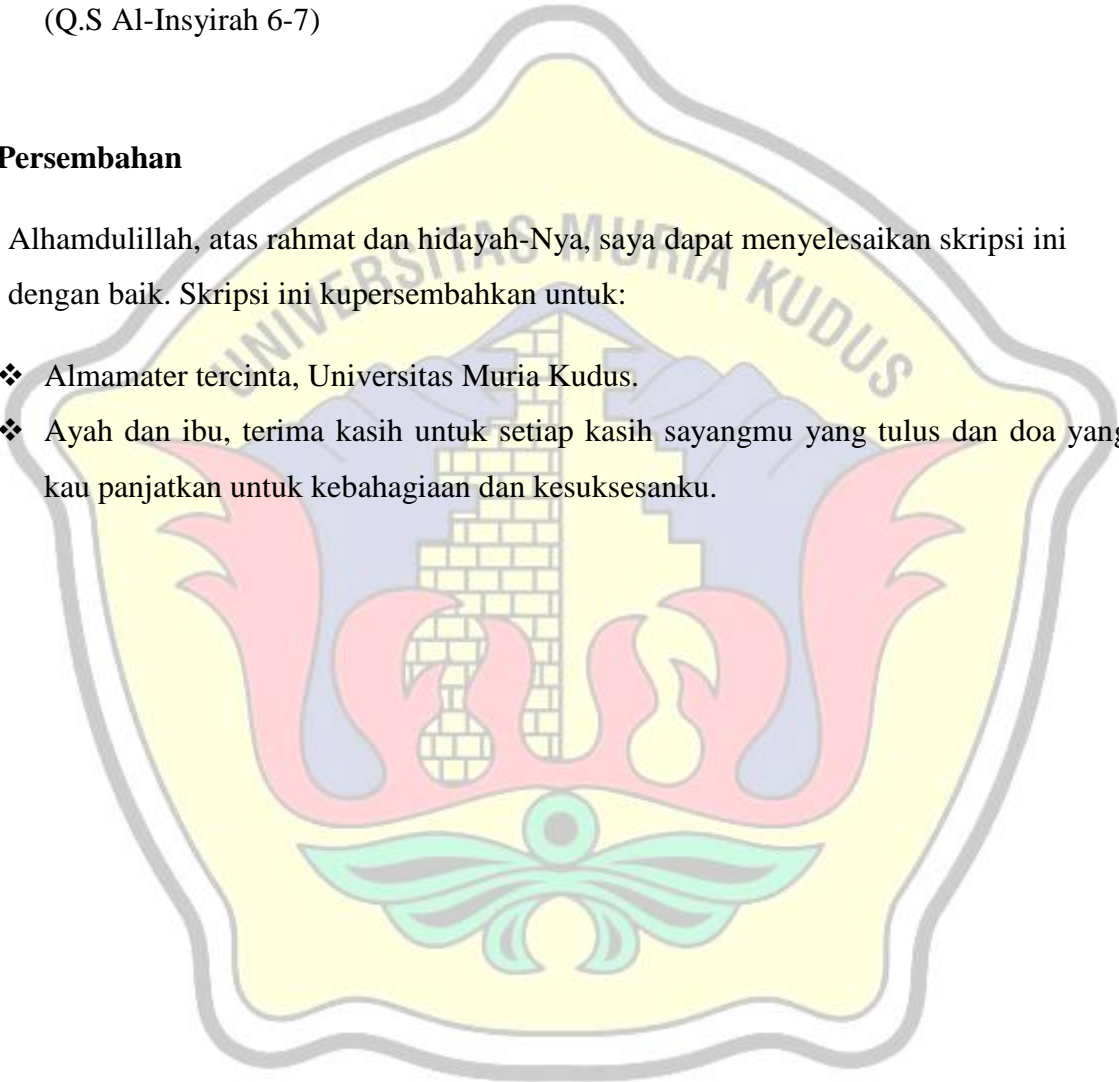 (Q.S Al-Insyirah 6-7)
Persembahan
Alhamdulillah, atas rahmat dan hidayah-Nya, saya dapat menyelesaikan skripsi ini
dengan baik. Skripsi ini kupersembahkan untuk:
UNIVERSITAS MURIA KUDUS
❖ Almamater tercinta, Universitas Muria Kudus.
❖ Ayah dan ibu, terima kasih untuk setiap kasih sayangmu yang tulus dan doa yang
kau panjatkan untuk kebahagiaan dan kesuksesanku.